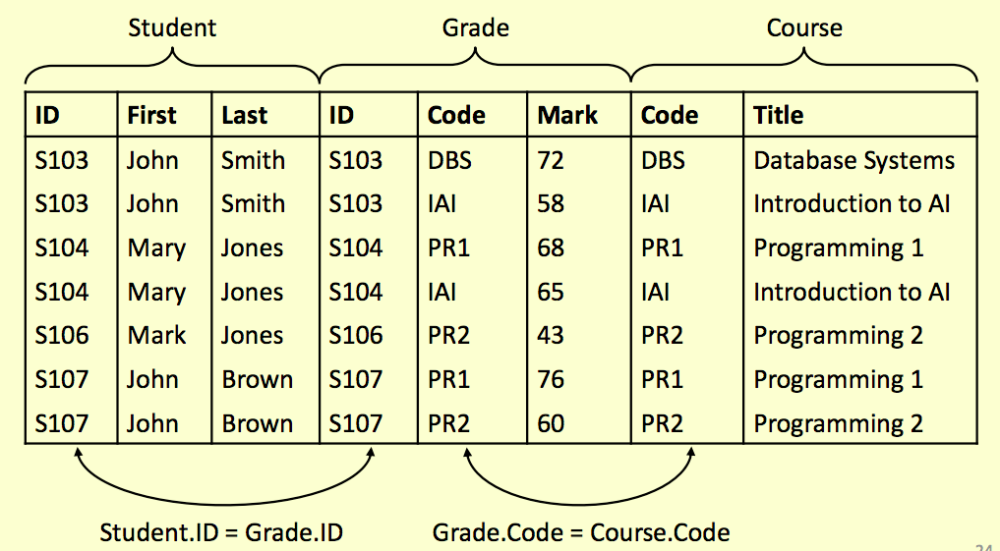 Student Grade Course
ID First Last ID Code Mark Code Title
S103 John Smith S103 DBS 72 DBS Database Systems
S103 John Smith S103 IAI 58 IAI Introduction to AI
S104 Mary Jones S104 PR1 68 PR1 Programming 1
S104 Mary Jones S104 IAI 65 IAI Introduction to AI
S106 Mark Jones S106 PR2 43 PR2 Programming 2
S107 John Brown S107 PR1 76 PR1 Programming 1
S107 John Brown S107 PR2 60 PR2 Programming 2
Student.ID = Grade.ID Grade.Code = Course.Code
24